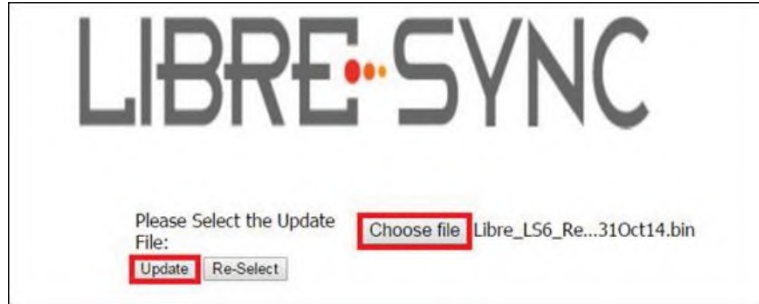 LIBRE SYNC
Please Select the Update
File:
Choose file Libre_LS6_Re...31Oct14.bin
Update Re-Select